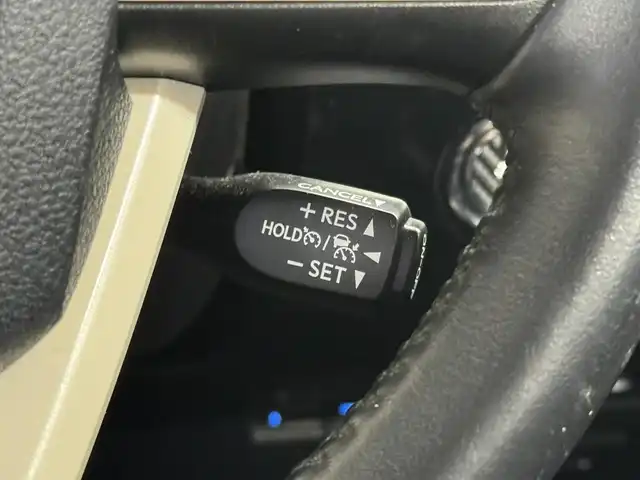 CANCEL▼
+ RES ▲
HOLD / ◀
− SET ▼